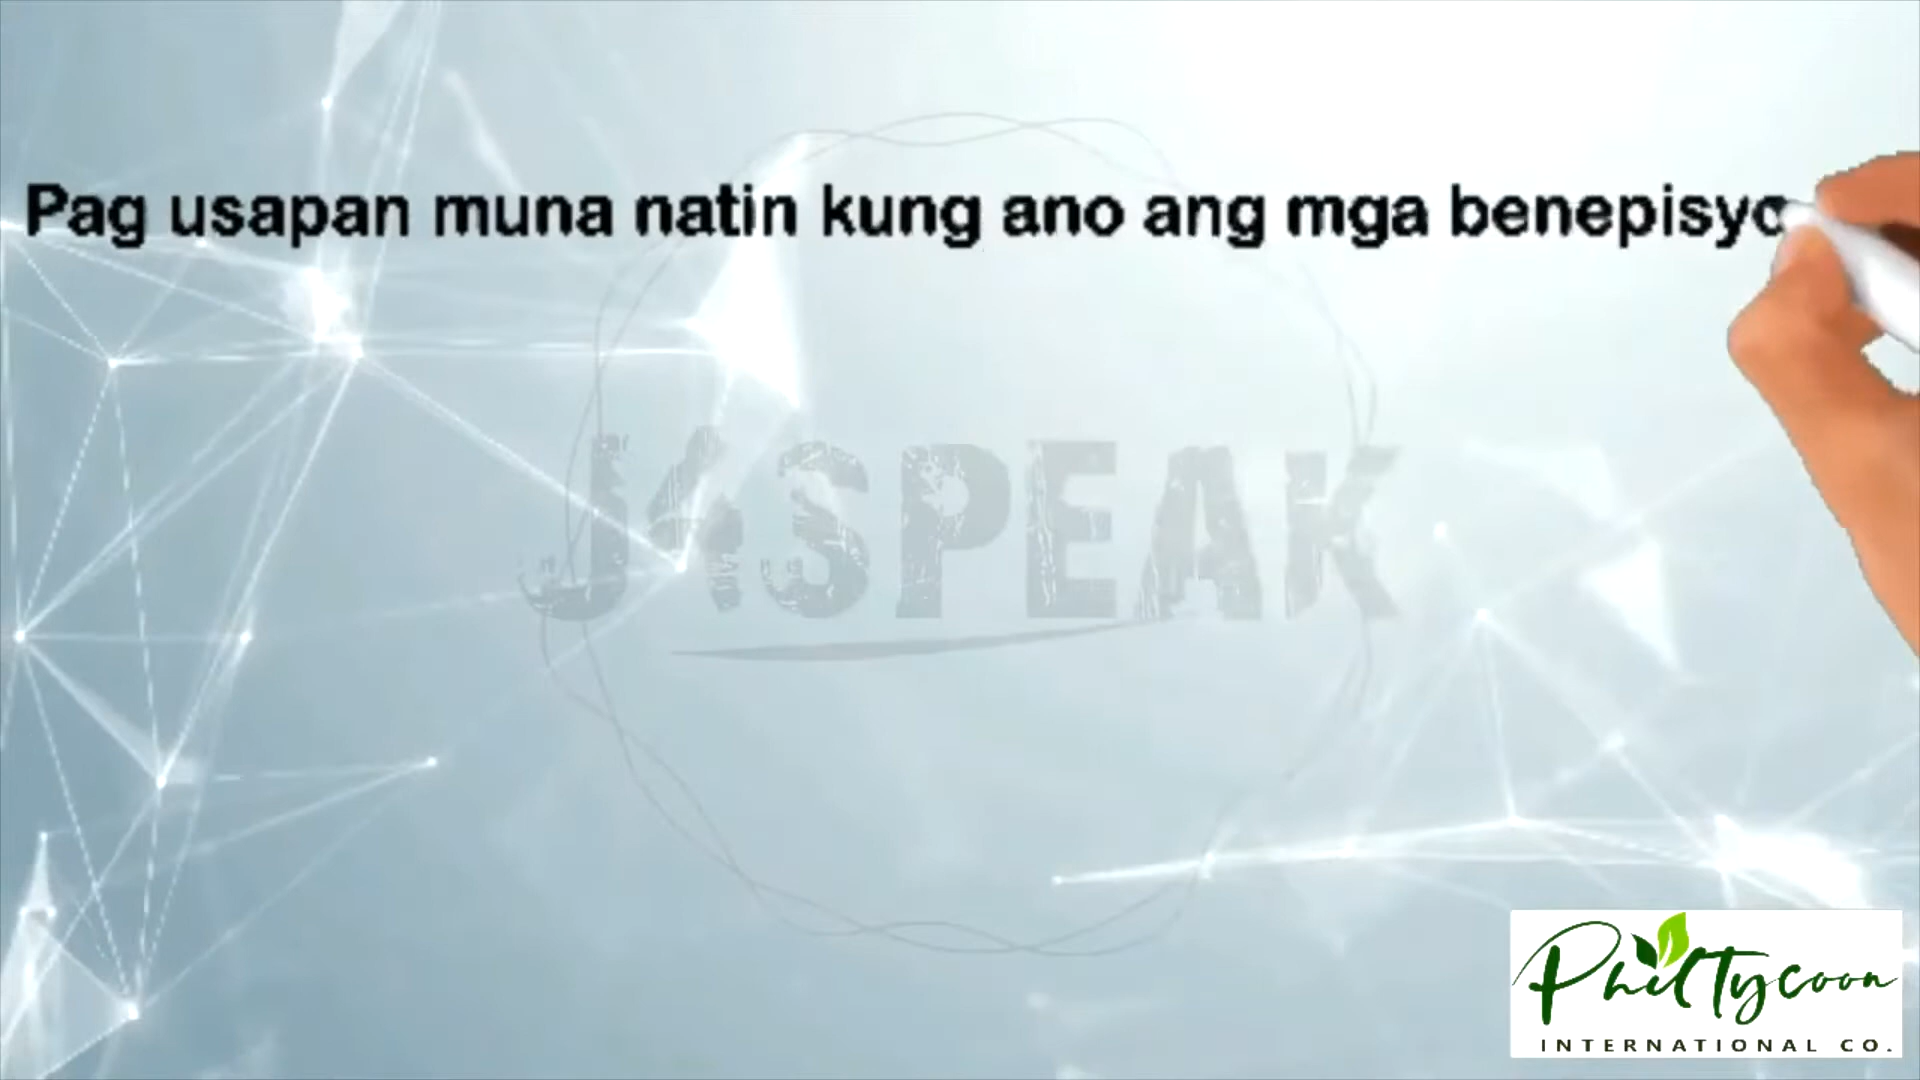 Pag usapan muna natin kung ano ang mga benepisyo
J4SPEAK
PhilTycoon
INTERNATIONAL CO.